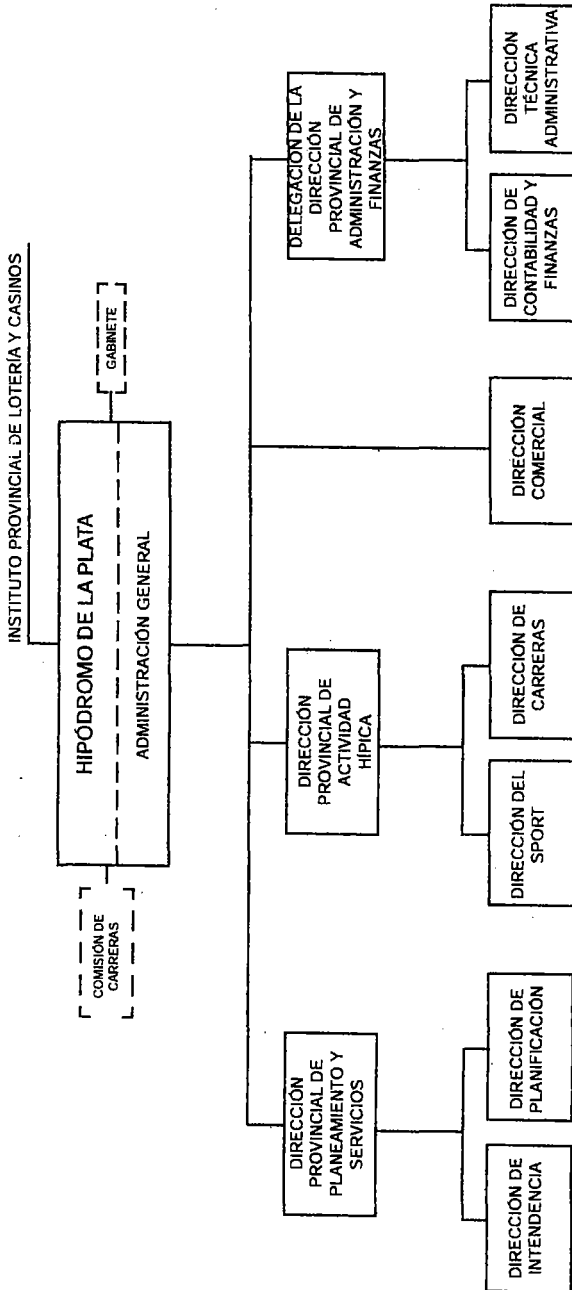 INSTITUTO PROVINCIAL DE LOTERÍA Y CASINOS
HIPÓDROMO DE LA PLATA
ADMINISTRACIÓN GENERAL
COMISIÓN DE
CARRERAS
GABINETE
DIRECCIÓN
PROVINCIAL DE
PLANEAMIENTO Y
SERVICIOS
DIRECCIÓN
PROVINCIAL DE
ACTIVIDAD
HÍPICA
DELEGACION DE LA
DIRECCIÓN
PROVINCIAL DE
ADMINISTRACIÓN Y
FINANZAS
DIRECCIÓN DE
INTENDENCIA
DIRECCIÓN DE
PLANIFICACIÓN
DIRECCIÓN DEL
SPORT
DIRECCIÓN DE
CARRERAS
DIRECCIÓN
COMERCIAL
DIRECCIÓN DE
CONTABILIDAD Y
FINANZAS
DIRECCIÓN
TÉCNICA
ADMINISTRATIVA